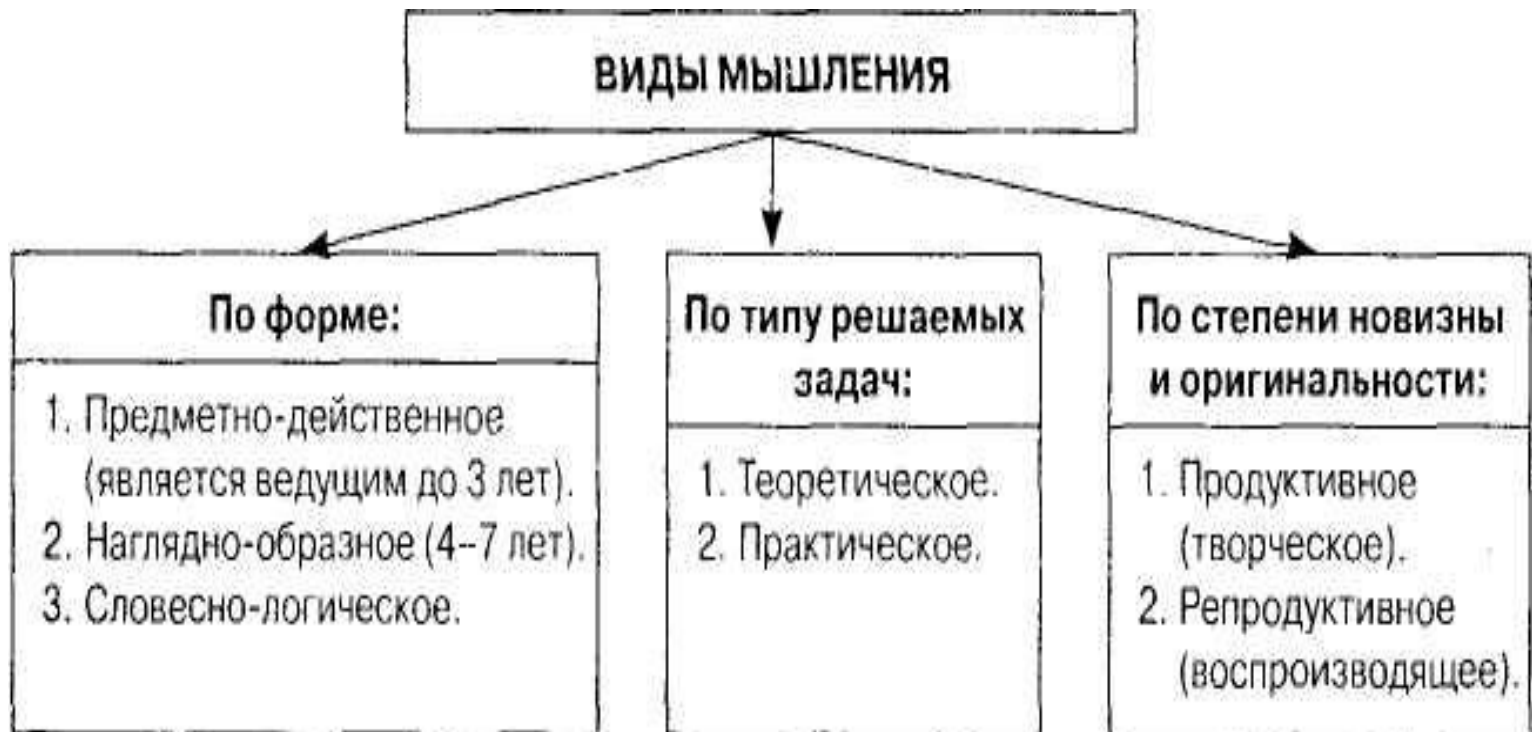 ВИДЫ МЫШЛЕНИЯ
По форме:
1. Предметно-действенное
(является ведущим до 3 лет).
2. Наглядно-образное (4--7 лет).
3. Словесно-логическое.
По типу решаемых
задач:
1. Теоретическое.
2. Практическое.
По степени новизны
и оригинальности:
1. Продуктивное
(творческое).
2. Репродуктивное
(воспроизводящее).